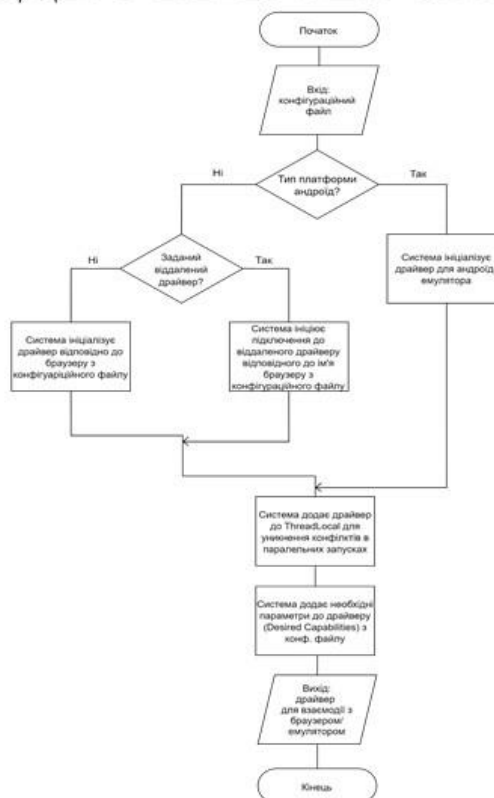 Початок
Вхід:
конфігураційний
файл
Тип платформи
андроїд?
Ні
Так
Заданий
віддалений
драйвер?
Ні
Так
Система ініціалізує
драйвер для андроїд
емулятора
Система ініціалізує
драйвер відповідно до
браузеру з
конфігураційного файлу
Система ініціює
підключення до
віддаленого драйверу
відповідного до ім'я
браузеру з
конфігураційного файлу
Система додає драйвер
до ThreadLocal для
уникнення конфілктів в
паралельних запусках
Система додає необхідні
параметри до драйверу
(Desired Capabilities) з
конф. файлу
Вихід:
драйвер
для взаємодії з
браузером/
емулятором
Кінець